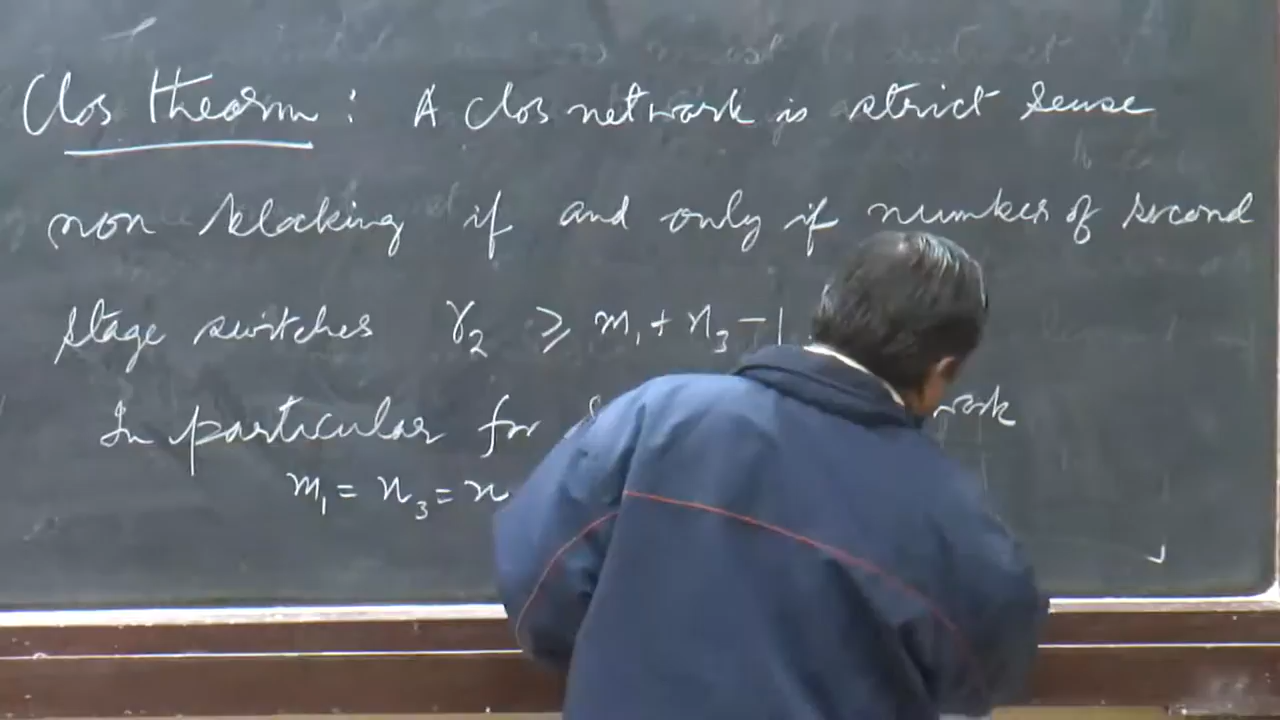 Clos theorem : A Clos network is strict sense
non blocking if and only if number of second
stage switches r₂ ≥ m₁ + n₃ - 1
In particular for
m₁ = n₃ = n